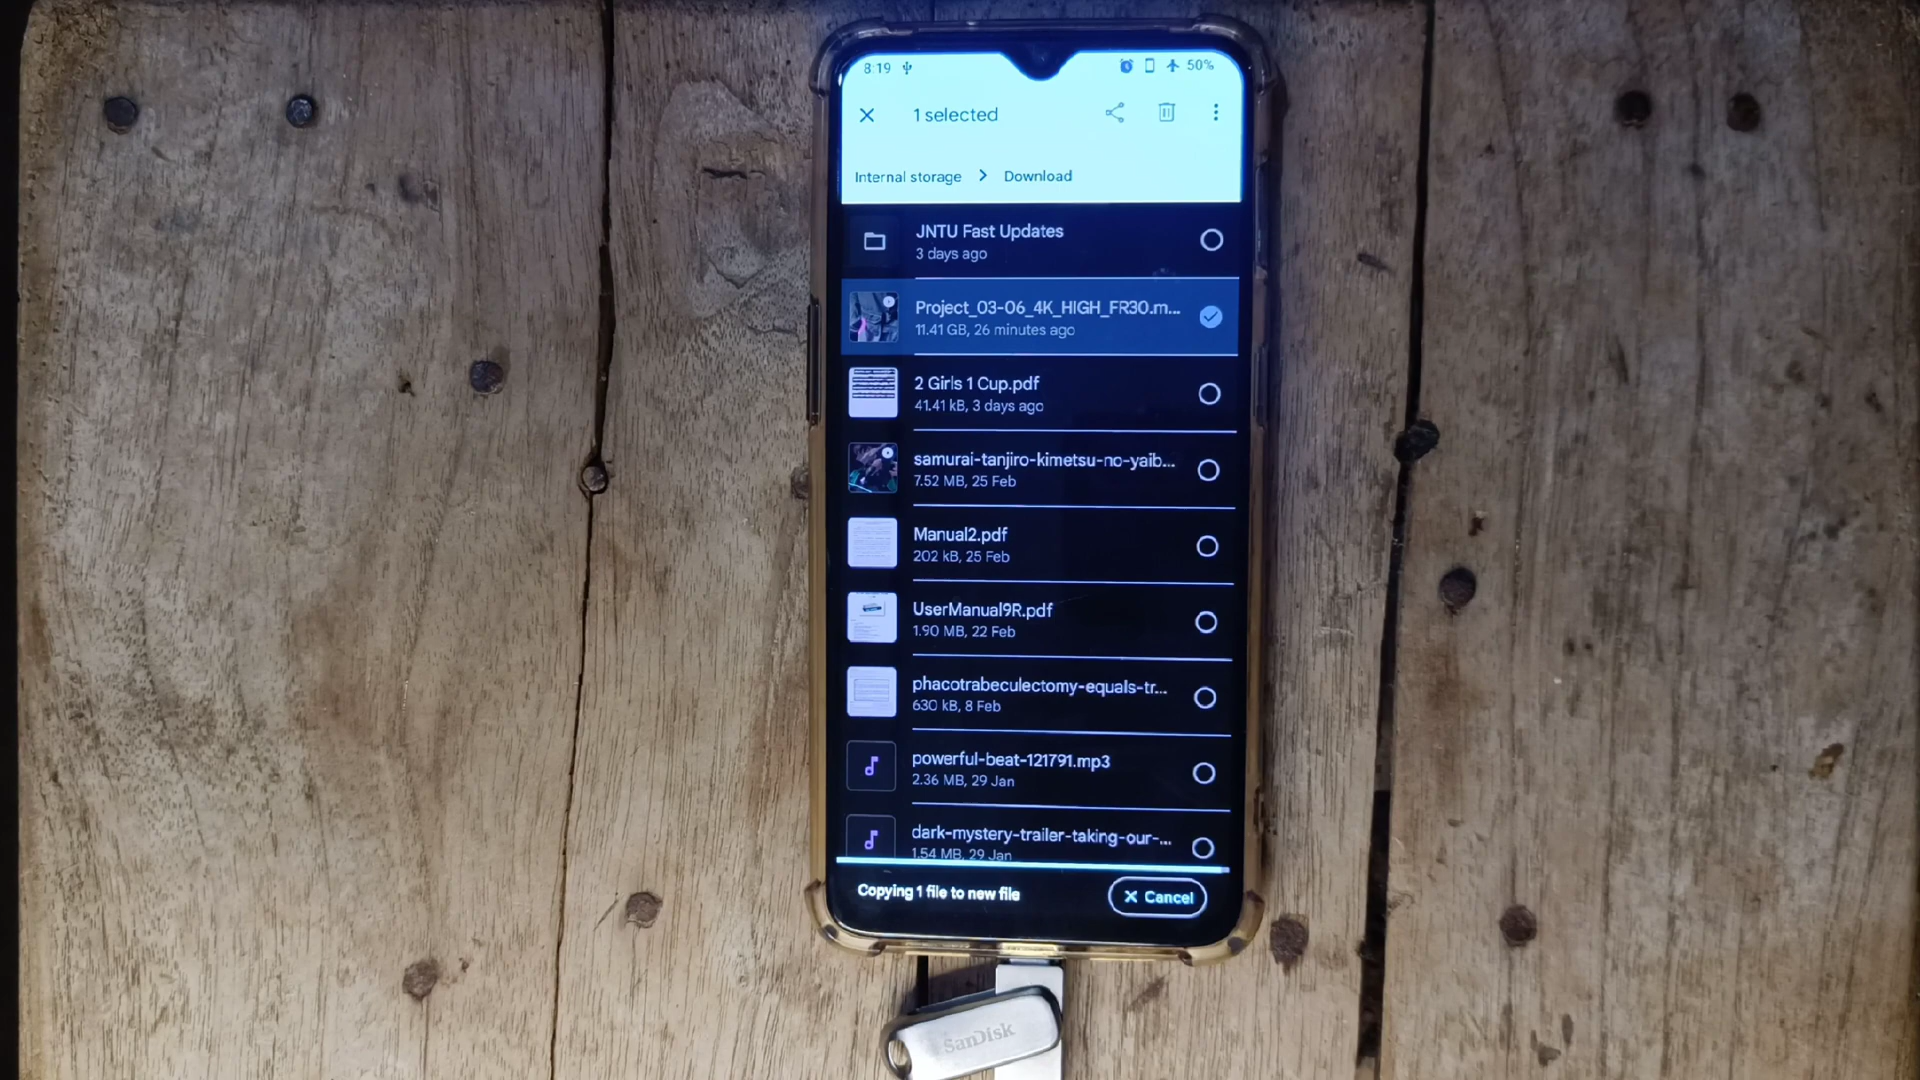 8:19 50%
1 selected
Internal storage > Download
JNTU Fast Updates
3 days ago
Project_03-06_4K_HIGH_FR30.m...
11.41 GB, 26 minutes ago
2 Girls 1 Cup.pdf
41.41 kB, 3 days ago
samurai-tanjiro-kimetsu-no-yaib...
7.52 MB, 25 Feb
Manual2.pdf
202 kB, 25 Feb
UserManual9R.pdf
1.90 MB, 22 Feb
phacotrabeculectomy-equals-tr...
630 kB, 8 Feb
powerful-beat-121791.mp3
2.36 MB, 29 Jan
dark-mystery-trailer-taking-our-...
1.54 MB, 29 Jan
Copying 1 file to new file
Cancel
SanDisk